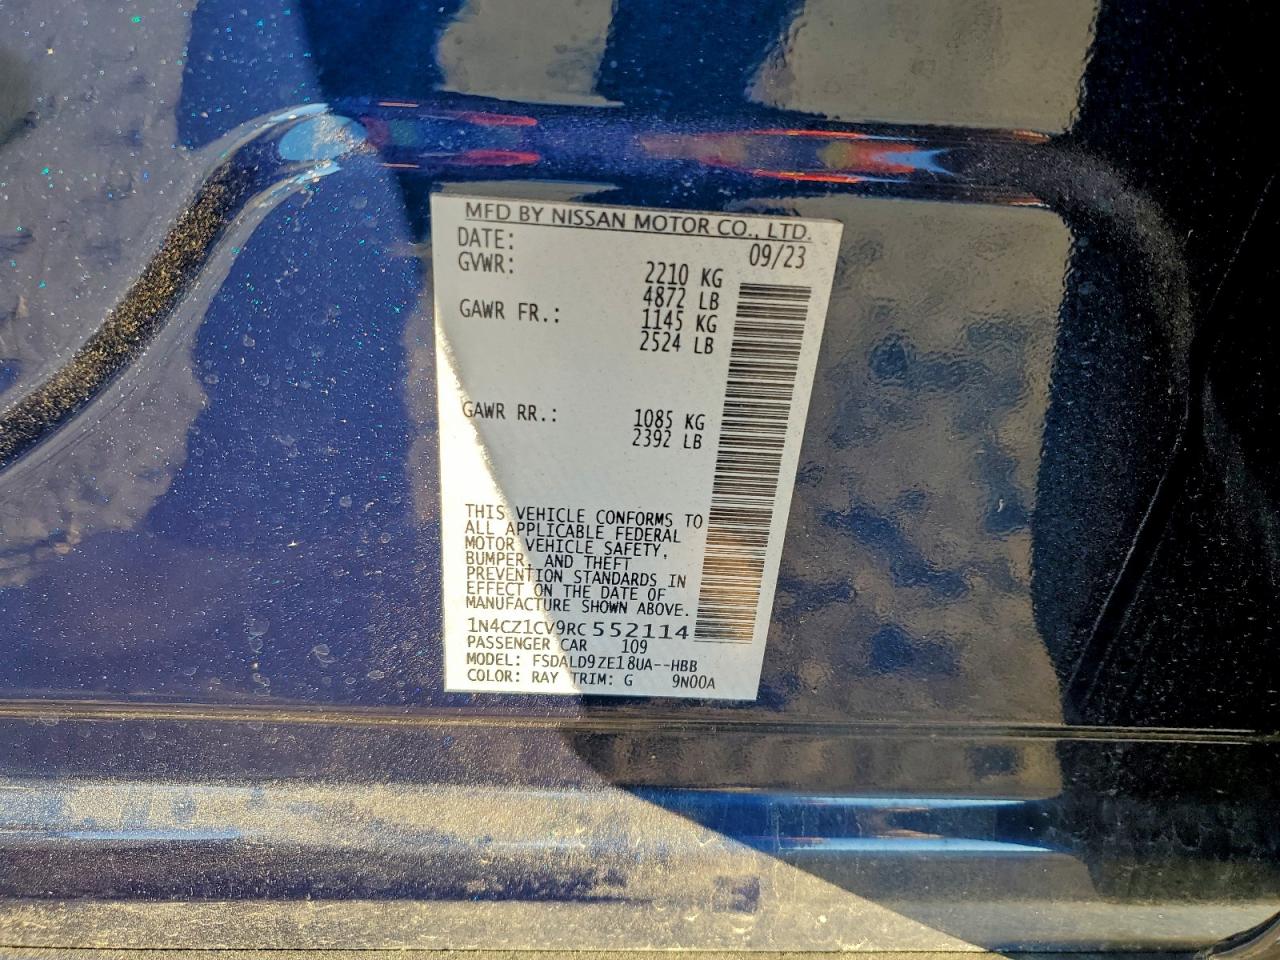 MFD BY NISSAN MOTOR CO., LTD.
DATE: 09/23
GVWR: 2210 KG
4872 LB
GAWR FR.: 1145 KG
2524 LB
GAWR RR.: 1085 KG
2392 LB
THIS VEHICLE CONFORMS TO
ALL APPLICABLE FEDERAL
MOTOR VEHICLE SAFETY,
BUMPER, AND THEFT
PREVENTION STANDARDS IN
EFFECT ON THE DATE OF
MANUFACTURE SHOWN ABOVE.
1N4CZ1CV9RC552114
PASSENGER CAR 109
MODEL: FSDALD9ZE18UA--HBB
COLOR: RAY TRIM: G 9N00A